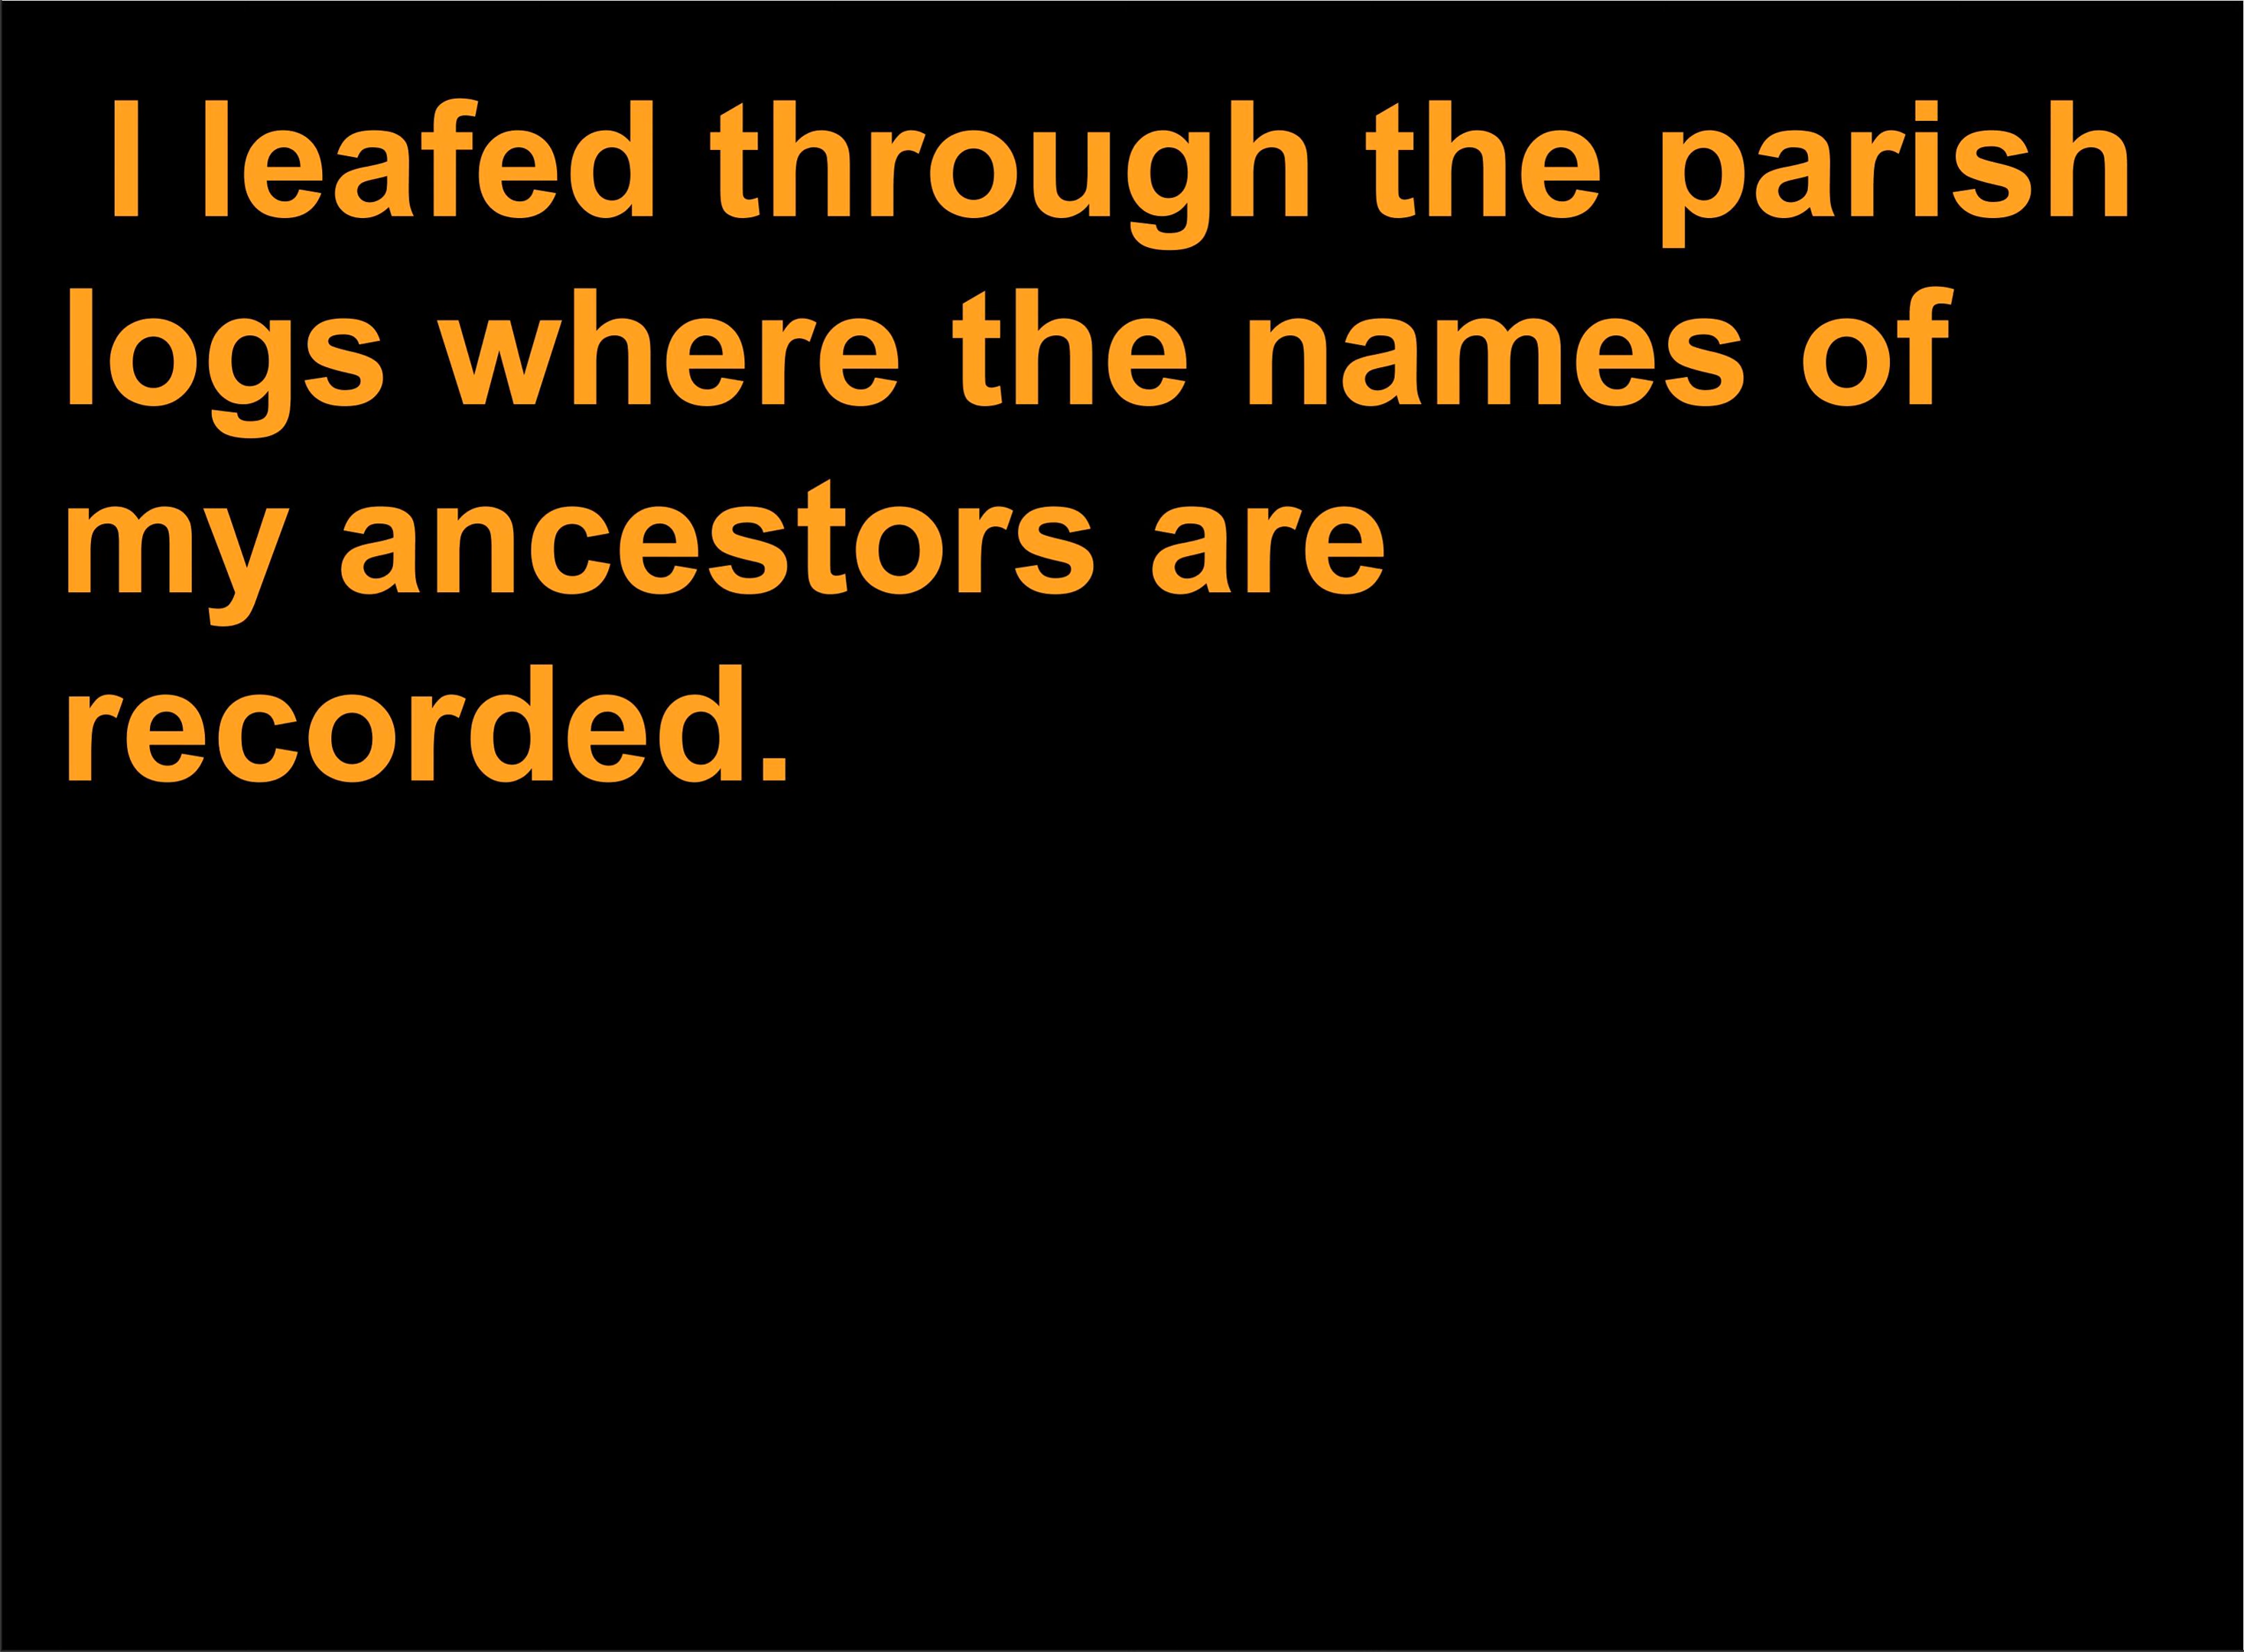 I leafed through the parish
logs where the names of
my ancestors are
recorded.